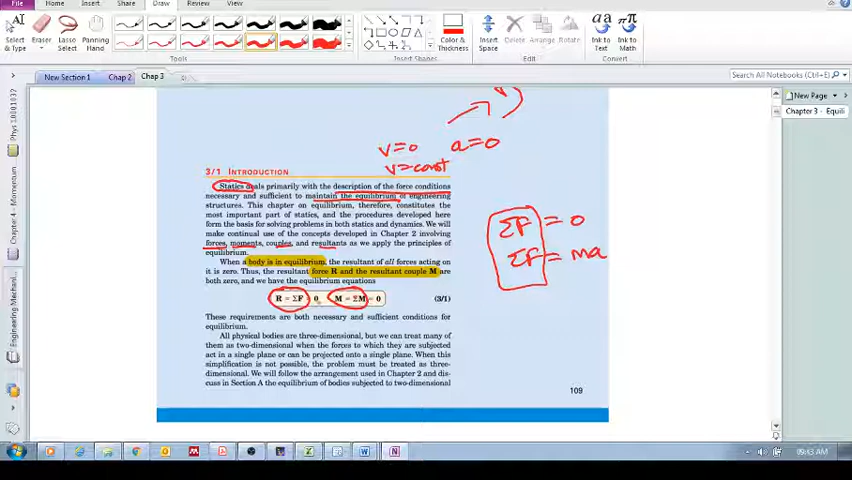 File
Home
Insert
Draw
History
Review
View
Select & Type
Eraser
Lasso Select
Panning Hand
Tools
Insert Shapes
Color & Thickness
Insert Space
Delete
Arrange
Rotate
Edit
Ink to Text
Ink to Math
Convert
New Section 1
Chap 2
Chap 3
Search All Notebooks (Ctrl+E)
New Page
Chapter 3 - Equili
Chapter 4 - Momentum
Engineering Mechanic
v=0 a=0
v=const
3/1 INTRODUCTION
Statics deals primarily with the description of the force conditions
necessary and sufficient to maintain the equilibrium of engineering
structures. This chapter on equilibrium, therefore, constitutes the
most important part of statics, and the procedures developed here
form the basis for solving problems in both statics and dynamics. We
will make continual use of the concepts developed in Chapter 2 involving
forces, moments, couples, and resultants as we apply the principles of
equilibrium.
When a body is in equilibrium, the resultant of all forces acting on
it is zero. Thus, the resultant force R and the resultant couple M are
both zero, and we have the equilibrium equations
R = ΣF = 0 M = ΣM = 0 (3/1)
These requirements are both necessary and sufficient conditions for
equilibrium.
All physical bodies are three-dimensional, but we can treat many of
them as two-dimensional when the forces to which they are subjected
act in a single plane or can be projected onto a single plane. When this
simplification is not possible, the problem must be treated as three-
dimensional. We will follow the arrangement used in Chapter 2 and dis-
cuss in Section A the equilibrium of bodies subjected to two-dimensional
ΣF = 0
ΣF = ma
109
09:43 AM